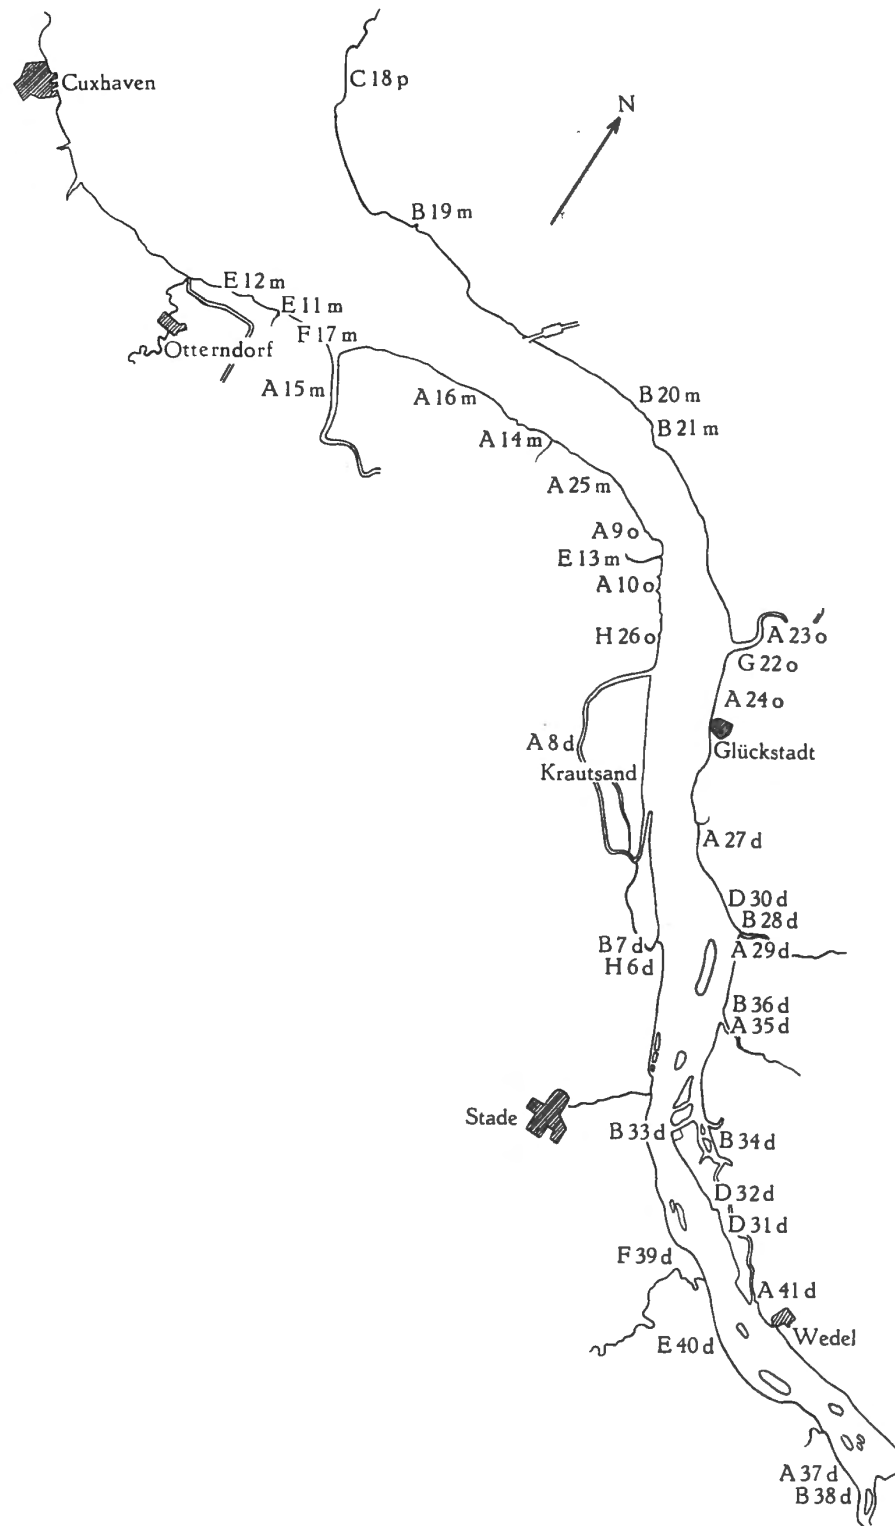 C 18 p
Cuxhaven
N
B 19 m
E 12 m
E 11 m
F 17 m
Otterndorf
A 15 m
A 16 m
B 20 m
B 21 m
A 14 m
A 25 m
A 9 o
E 13 m
A 10 o
H 26 o
A 23 o
G 22 o
A 24 o
A 8 d
Glückstadt
Krautsand
A 27 d
D 30 d
B 28 d
B 7 d
A 29 d
H 6 d
B 36 d
A 35 d
Stade
B 33 d
B 34 d
D 32 d
D 31 d
F 39 d
A 41 d
Wedel
E 40 d
A 37 d
B 38 d